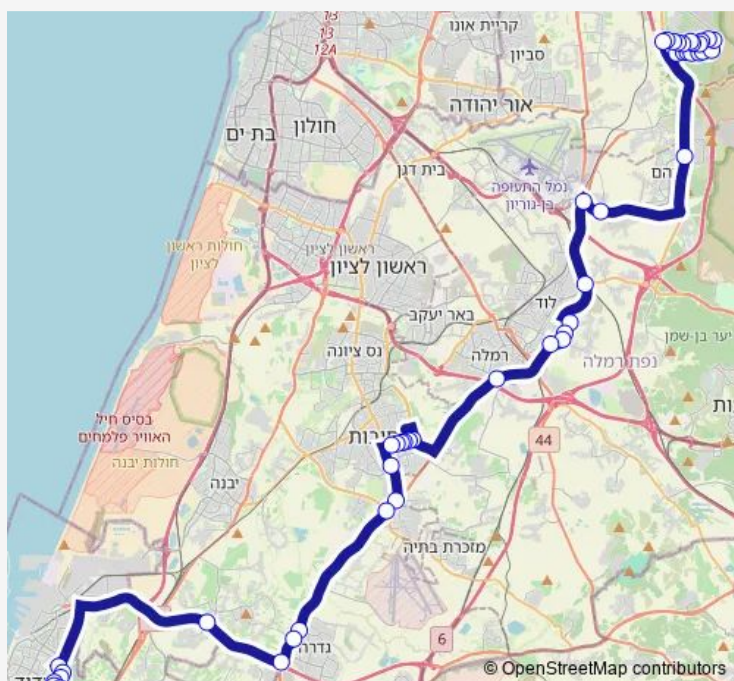 13
13
12A
קריית אונו
סביון
אור יהודה
חולון
בת ים
בית דגן
נמל התעופה
בן-גוריון
הם
חולות ראשון
לציון
ראשון לציון
ראשון לציון
לוד
באר יעקב
יער בן-שמן
נס ציונה
רמלה
נפת רמלה
בסיס חיל
האוויר פלמחים
חולות יבנה
יבנה
44
מזכרת בתיה
6
גדרה
© OpenStreetMap contributors